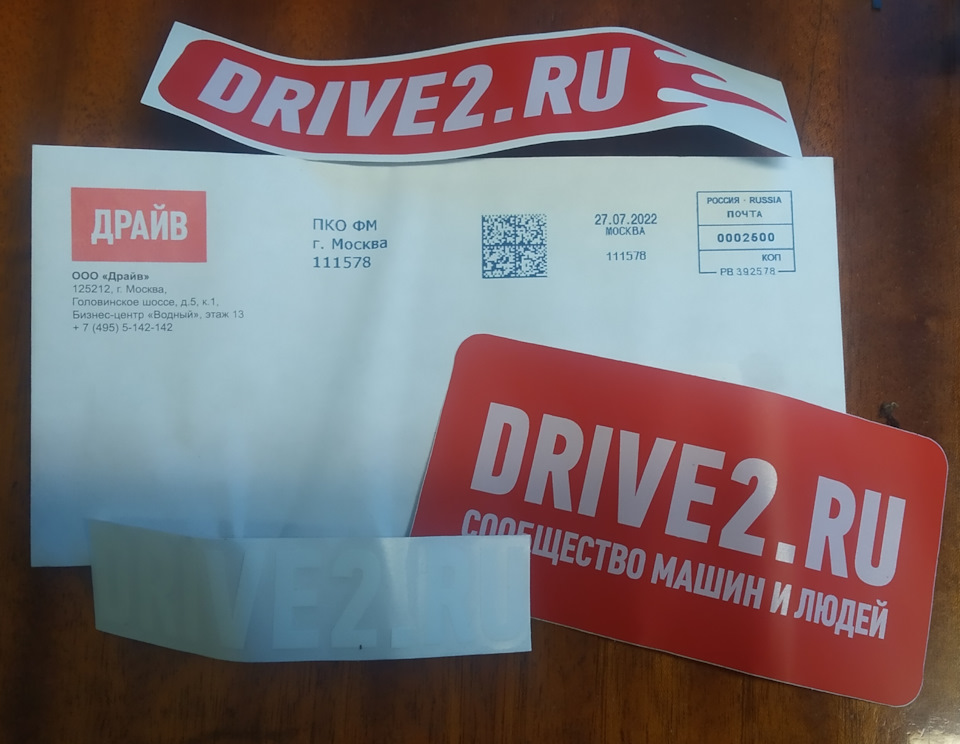 DRIVE2.RU
ДРАЙВ
ООО «Драйв»
125212, г. Москва,
Головинское шоссе, д.5, к.1,
Бизнес-центр «Водный», этаж 13
+ 7 (495) 5-142-142
ПКО ФМ
г. Москва
111578
27.07.2022
МОСКВА
111578
РОССИЯ · RUSSIA
ПОЧТА
0002600
КОП
РВ 392578
DRIVE2.RU
СООБЩЕСТВО МАШИН И ЛЮДЕЙ
DRIVE2.RU